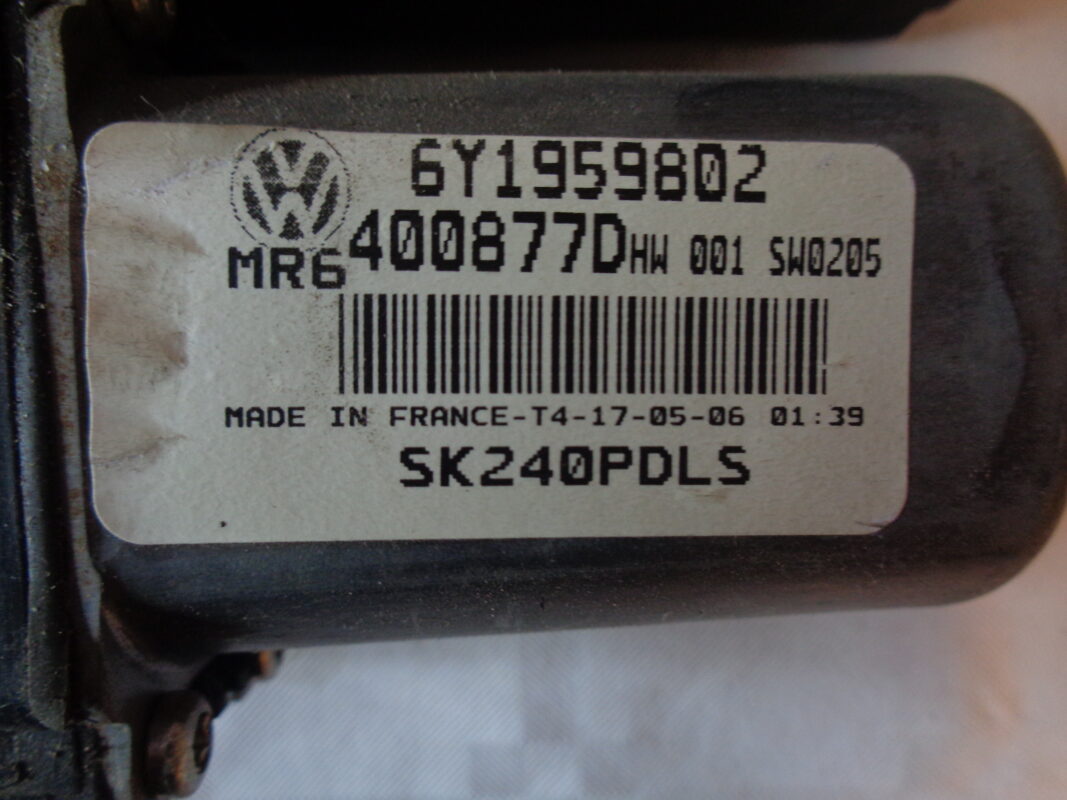 6Y1959802
MR6 400877D HW 001 SW0205
MADE IN FRANCE-T4-17-05-06 01:39
SK240PDLS